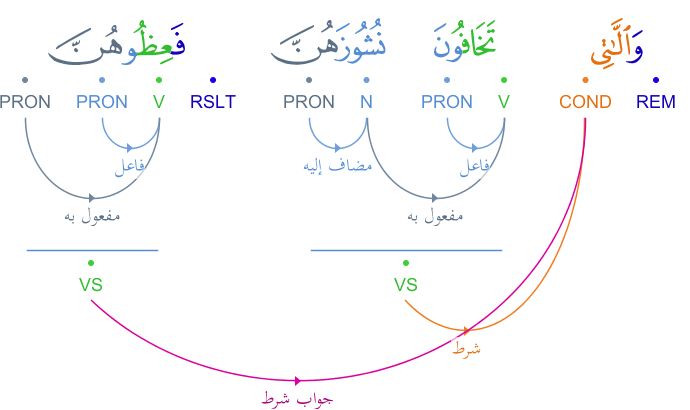 وَٱلَّـٰتِى تَخَافُونَ نُشُوزَهُنَّ فَعِظُوهُنَّ
REM COND V PRON N PRON RSLT V PRON PRON
فاعل مضاف إليه فاعل
مفعول به مفعول به
VS VS
شرط
جواب شرط